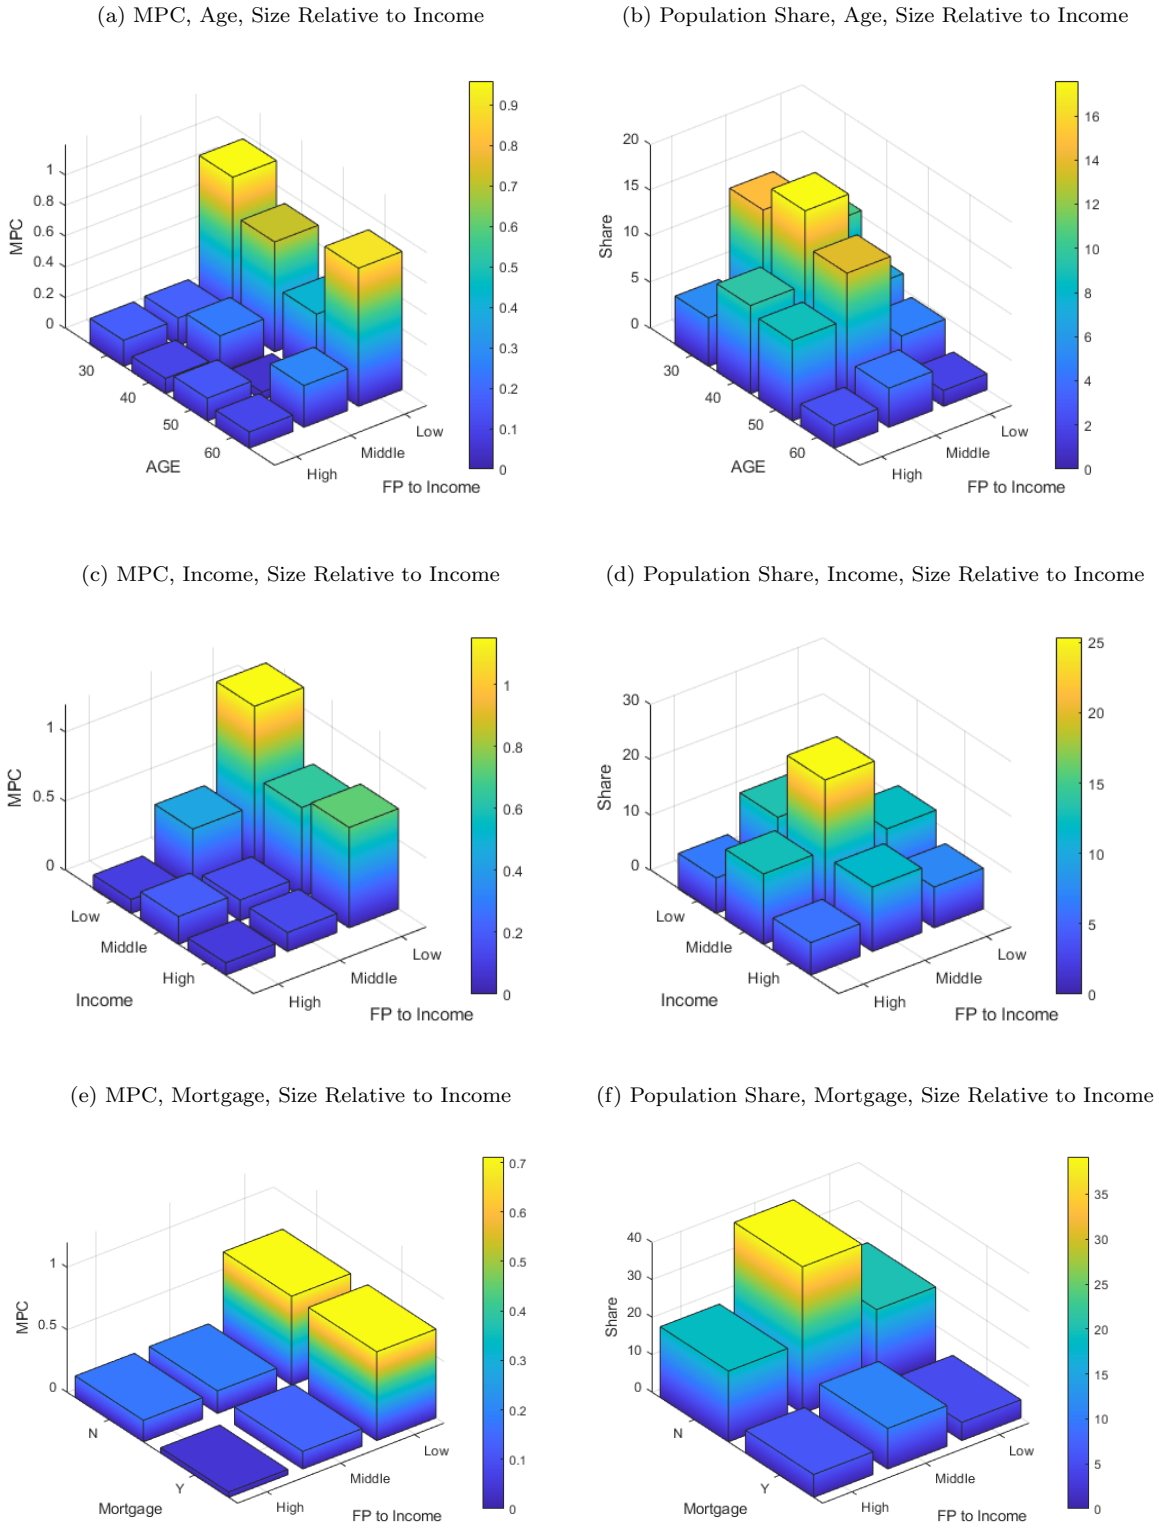 (a) MPC, Age, Size Relative to Income
MPC
1
0.8
0.6
0.4
0.2
0
30
40
50
60
AGE
High
Middle
Low
FP to Income
0.9
0.8
0.7
0.6
0.5
0.4
0.3
0.2
0.1
0
(b) Population Share, Age, Size Relative to Income
Share
20
15
10
5
0
30
40
50
60
AGE
High
Middle
Low
FP to Income
16
14
12
10
8
6
4
2
0
(c) MPC, Income, Size Relative to Income
MPC
1
0.5
0
Low
Middle
High
Income
High
Middle
Low
FP to Income
1
0.8
0.6
0.4
0.2
0
(d) Population Share, Income, Size Relative to Income
Share
30
20
10
0
Low
Middle
High
Income
High
Middle
Low
FP to Income
25
20
15
10
5
0
(e) MPC, Mortgage, Size Relative to Income
MPC
1
0.5
0
N
Y
Mortgage
High
Middle
Low
FP to Income
0.7
0.6
0.5
0.4
0.3
0.2
0.1
0
(f) Population Share, Mortgage, Size Relative to Income
Share
40
30
20
10
0
N
Y
Mortgage
High
Middle
Low
FP to Income
35
30
25
20
15
10
5
0